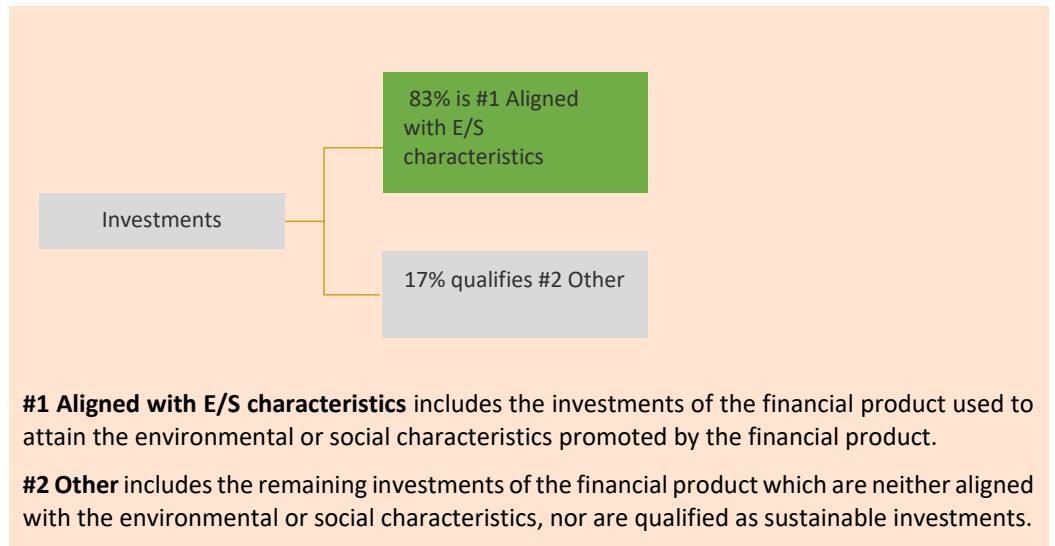 83% is #1 Aligned
with E/S
characteristics
Investments
17% qualifies #2 Other
#1 Aligned with E/S characteristics includes the investments of the financial product used to
attain the environmental or social characteristics promoted by the financial product.
#2 Other includes the remaining investments of the financial product which are neither aligned
with the environmental or social characteristics, nor are qualified as sustainable investments.